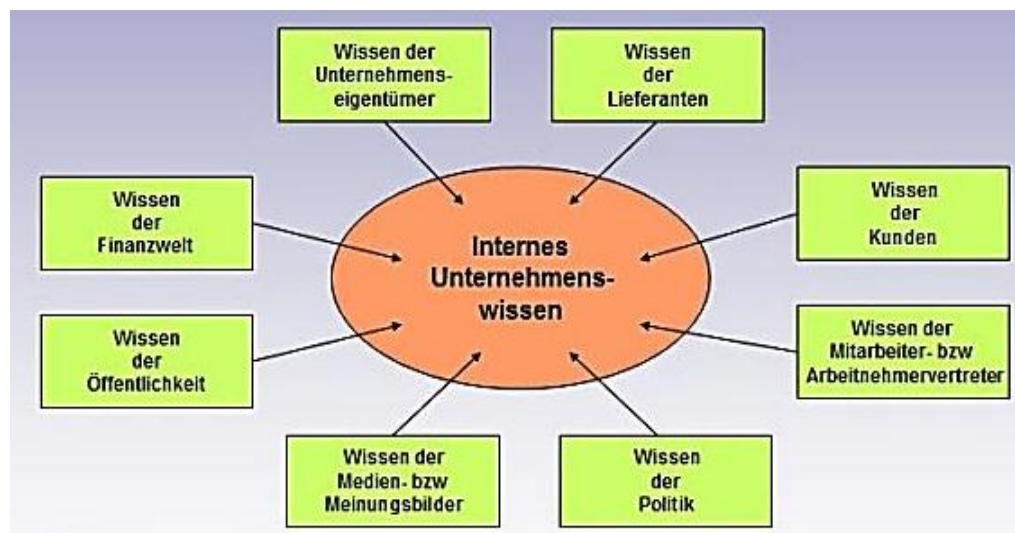 Wissen der
Unternehmens-
eigentümer
Wissen
der
Lieferanten
Wissen
der
Finanzwelt
Wissen
der
Kunden
Internes
Unternehmens-
wissen
Wissen
der
Öffentlichkeit
Wissen der
Mitarbeiter- bzw
Arbeitnehmervertreter
Wissen der
Medien- bzw
Meinungsbilder
Wissen
der
Politik